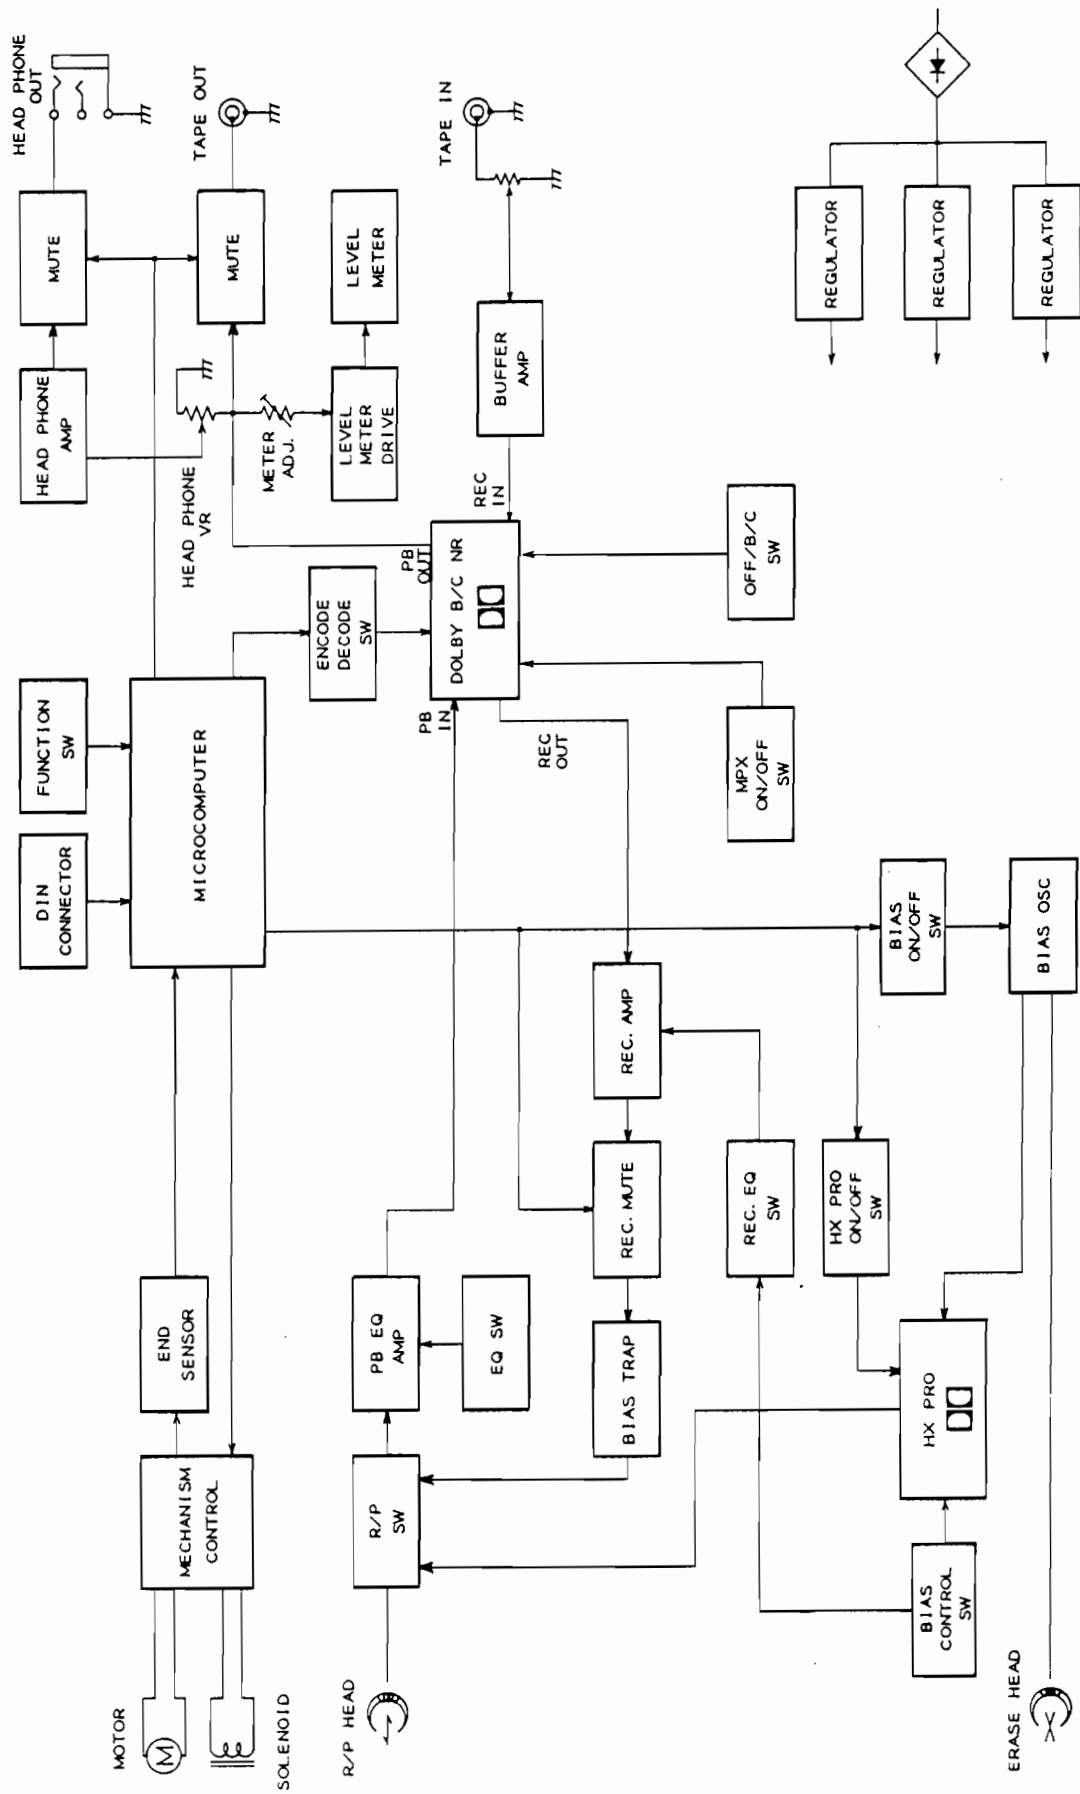 MOTOR
M
SOLENOID
MECHANISM
CONTROL
END
SENSOR
DIN
CONNECTOR
FUNCTION
SW
MICROCOMPUTER
HEAD PHONE
AMP
MUTE
HEAD PHONE
OUT
HEAD PHONE
VR
MUTE
TAPE OUT
METER
ADJ.
LEVEL
METER
DRIVE
LEVEL
METER
ENCODE
DECODE
SW
R/P HEAD
R/P
SW
PB EQ
AMP
EQ SW
PB
IN
PB
OUT
DOLBY B/C NR
REC
IN
REC
OUT
BUFFER
AMP
TAPE IN
BIAS TRAP
REC. MUTE
REC. AMP
REC. EQ
SW
MPX
ON/OFF
SW
OFF/B/C
SW
HX PRO
ON/OFF
SW
BIAS
ON/OFF
SW
BIAS
CONTROL
SW
HX PRO
BIAS OSC
ERASE HEAD
REGULATOR
REGULATOR
REGULATOR